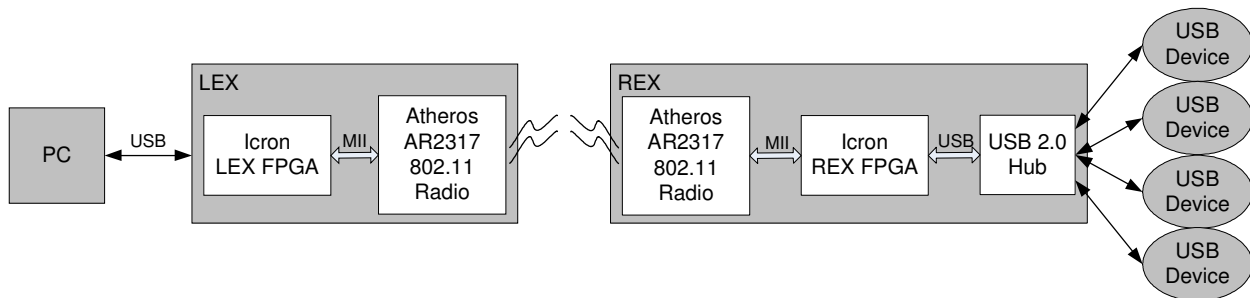 PC
USB
LEX
Icron
LEX FPGA
MII
Atheros
AR2317
802.11
Radio
REX
Atheros
AR2317
802.11
Radio
MII
Icron
REX FPGA
USB
USB 2.0
Hub
USB
Device
USB
Device
USB
Device
USB
Device